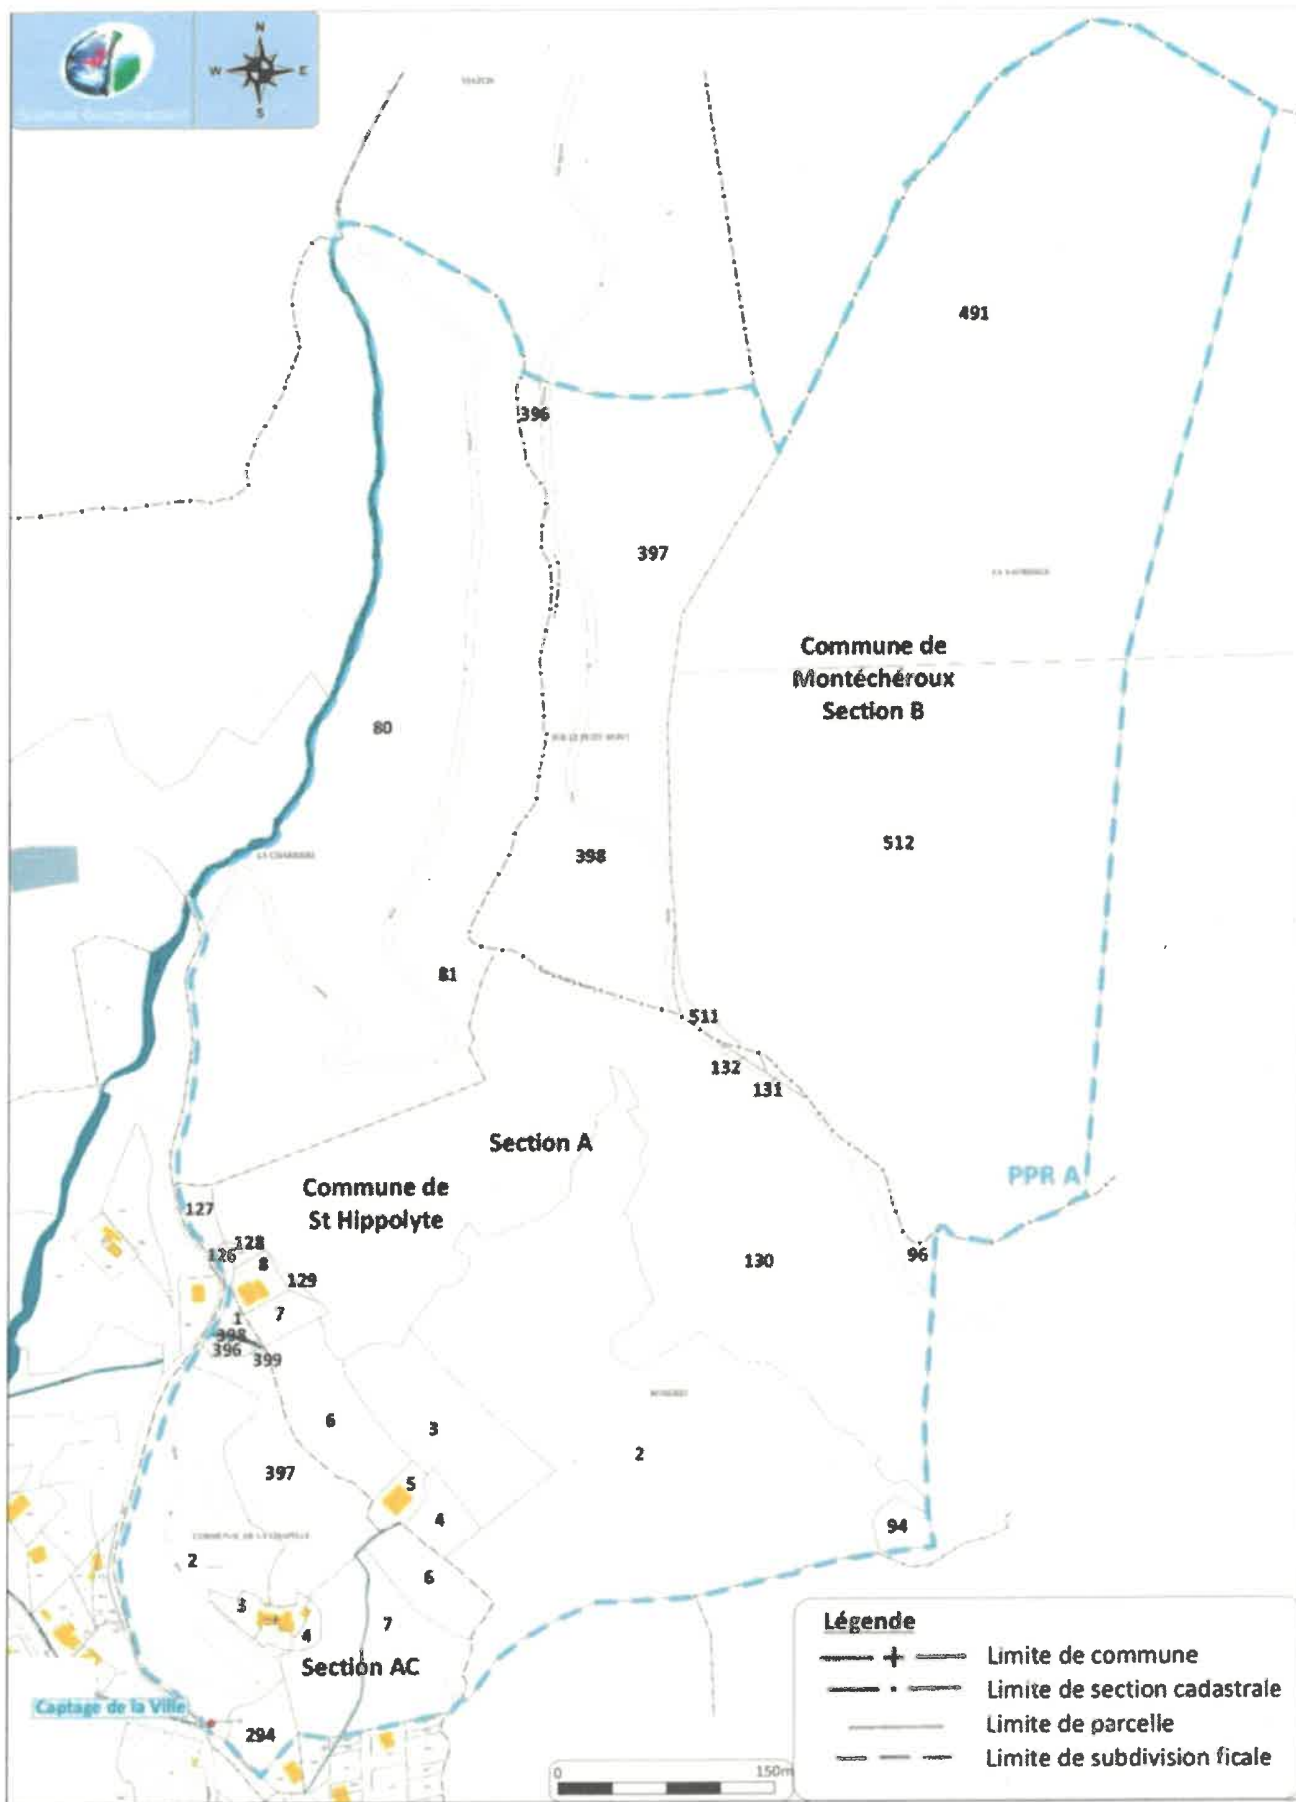 N
W
E
S
491
396
397
Commune de
Montéchéroux
Section B
80
512
398
81
511
132
131
Section A
PPR A
Commune de
St Hippolyte
127
128
126
8
130
96
129
7
1
398
396
399
6
3
2
5
397
4
94
2
6
3
7
4
Section AC
Captage de la Ville
294
0
150m
Légende
Limite de commune
Limite de section cadastrale
Limite de parcelle
Limite de subdivision ficale